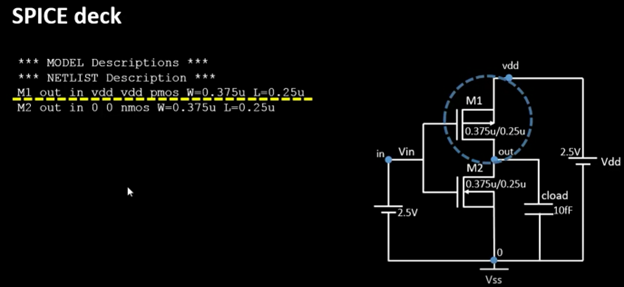 SPICE deck
*** MODEL Descriptions ***
*** NETLIST Description ***
M1 out in vdd vdd pmos W=0.375u L=0.25u
M2 out in 0 0 nmos W=0.375u L=0.25u
vdd
M1
0.375u/0.25u
in
Vin
out
2.5V
Vdd
M2
0.375u/0.25u
cload
10fF
2.5V
0
Vss